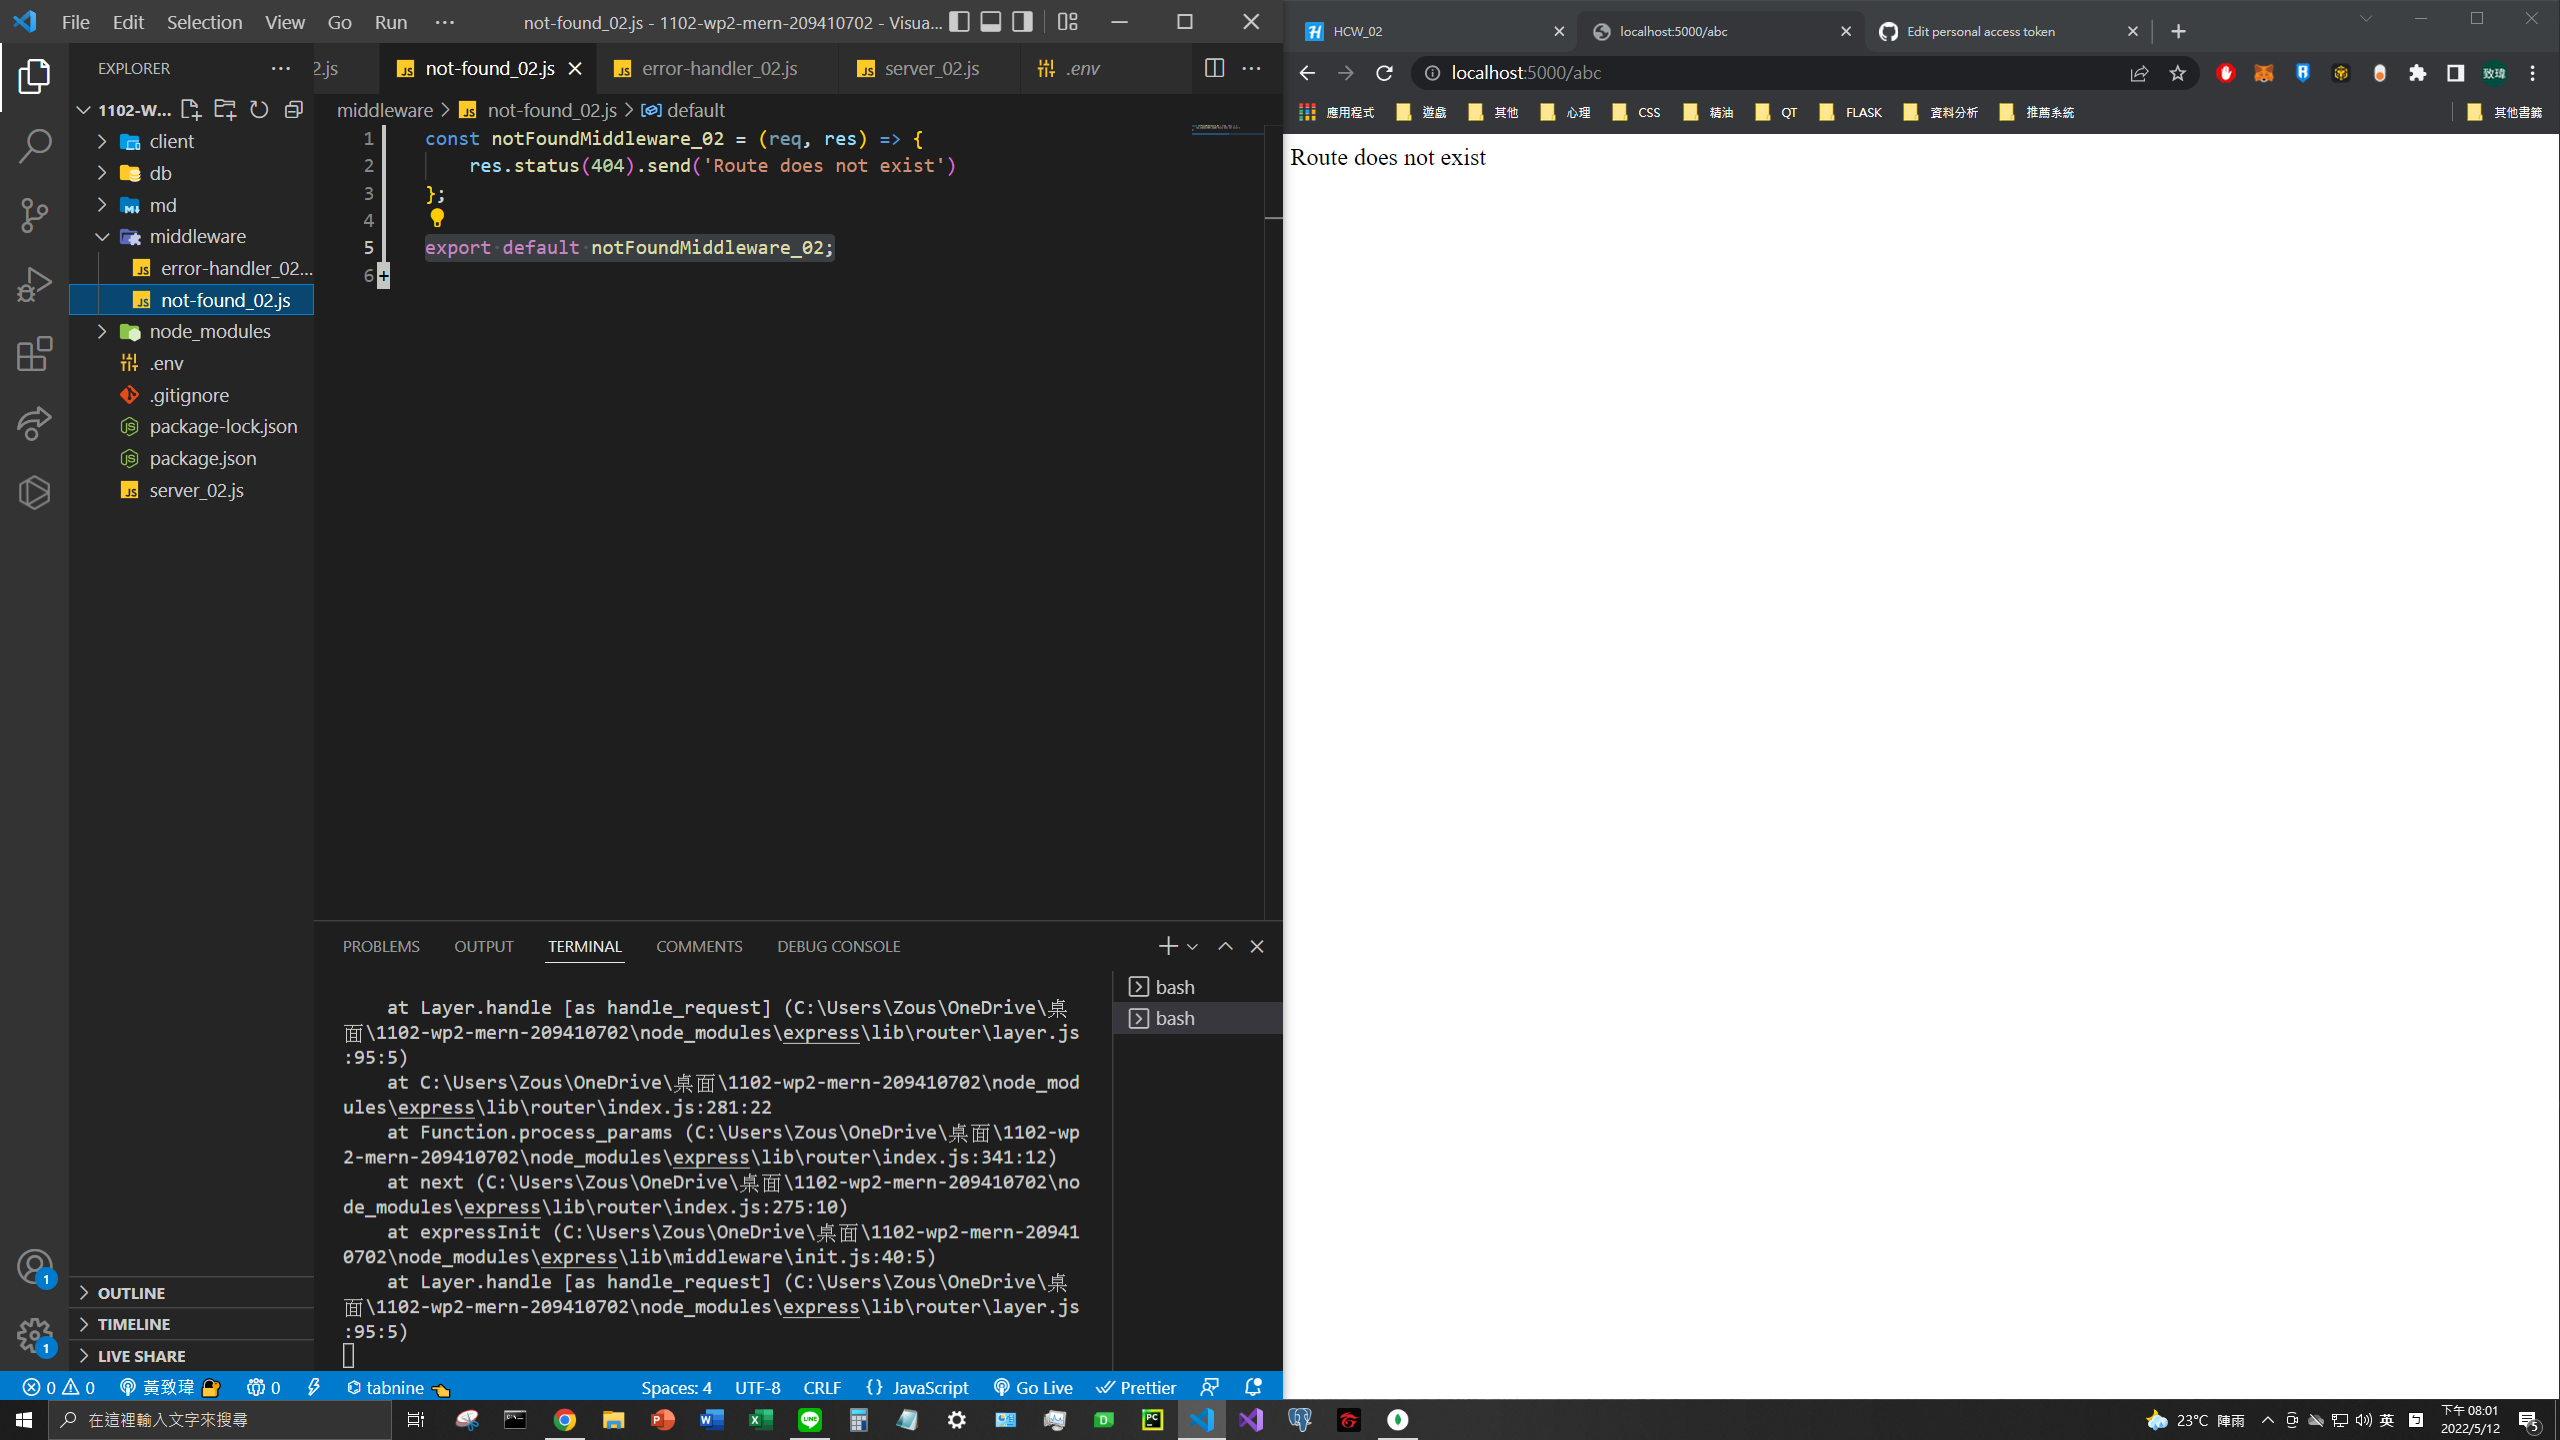 File Edit Selection View Go Run ··· not-found_02.js - 1102-wp2-mern-209410702 - Visua...
EXPLORER ···
1102-W...
client
db
md
middleware
error-handler_02...
not-found_02.js
node_modules
.env
.gitignore
package-lock.json
package.json
server_02.js
OUTLINE
TIMELINE
LIVE SHARE
1
1
2.js not-found_02.js error-handler_02.js server_02.js .env ···
middleware > not-found_02.js > default
1 const notFoundMiddleware_02 = (req, res) => {
2 res.status(404).send('Route does not exist')
3 };
4
5 export·default·notFoundMiddleware_02;
6 +
PROBLEMS OUTPUT TERMINAL COMMENTS DEBUG CONSOLE
bash
bash
at Layer.handle [as handle_request] (C:\Users\Zous\OneDrive\桌
面\1102-wp2-mern-209410702\node_modules\express\lib\router\layer.js
:95:5)
at C:\Users\Zous\OneDrive\桌面\1102-wp2-mern-209410702\node_mod
ules\express\lib\router\index.js:281:22
at Function.process_params (C:\Users\Zous\OneDrive\桌面\1102-wp
2-mern-209410702\node_modules\express\lib\router\index.js:341:12)
at next (C:\Users\Zous\OneDrive\桌面\1102-wp2-mern-209410702\no
de_modules\express\lib\router\index.js:275:10)
at expressInit (C:\Users\Zous\OneDrive\桌面\1102-wp2-mern-20941
0702\node_modules\express\lib\middleware\init.js:40:5)
at Layer.handle [as handle_request] (C:\Users\Zous\OneDrive\桌
面\1102-wp2-mern-209410702\node_modules\express\lib\router\layer.js
:95:5)
0 0 黃致瑋 0 tabnine Spaces: 4 UTF-8 CRLF {} JavaScript Go Live Prettier
HCW_02 localhost:5000/abc Edit personal access token
localhost:5000/abc 致瑋
應用程式 遊戲 其他 心理 CSS 精油 QT FLASK 資料分析 推薦系統 其他書籤
Route does not exist
在這裡輸入文字來搜尋 23°C 陣雨 英 下午 08:01
2022/5/12 5